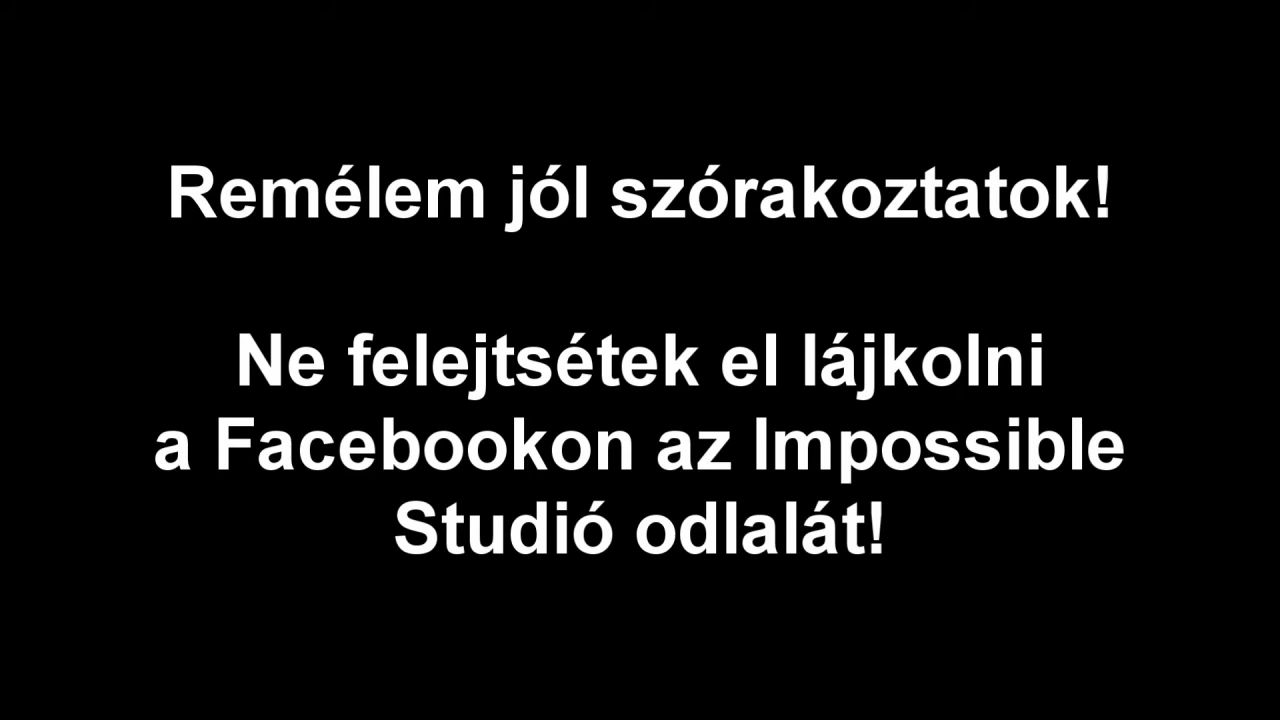 Remélem jól szórakoztatok!
Ne felejtsétek el lájkolni
a Facebookon az Impossible
Studió odlalát!